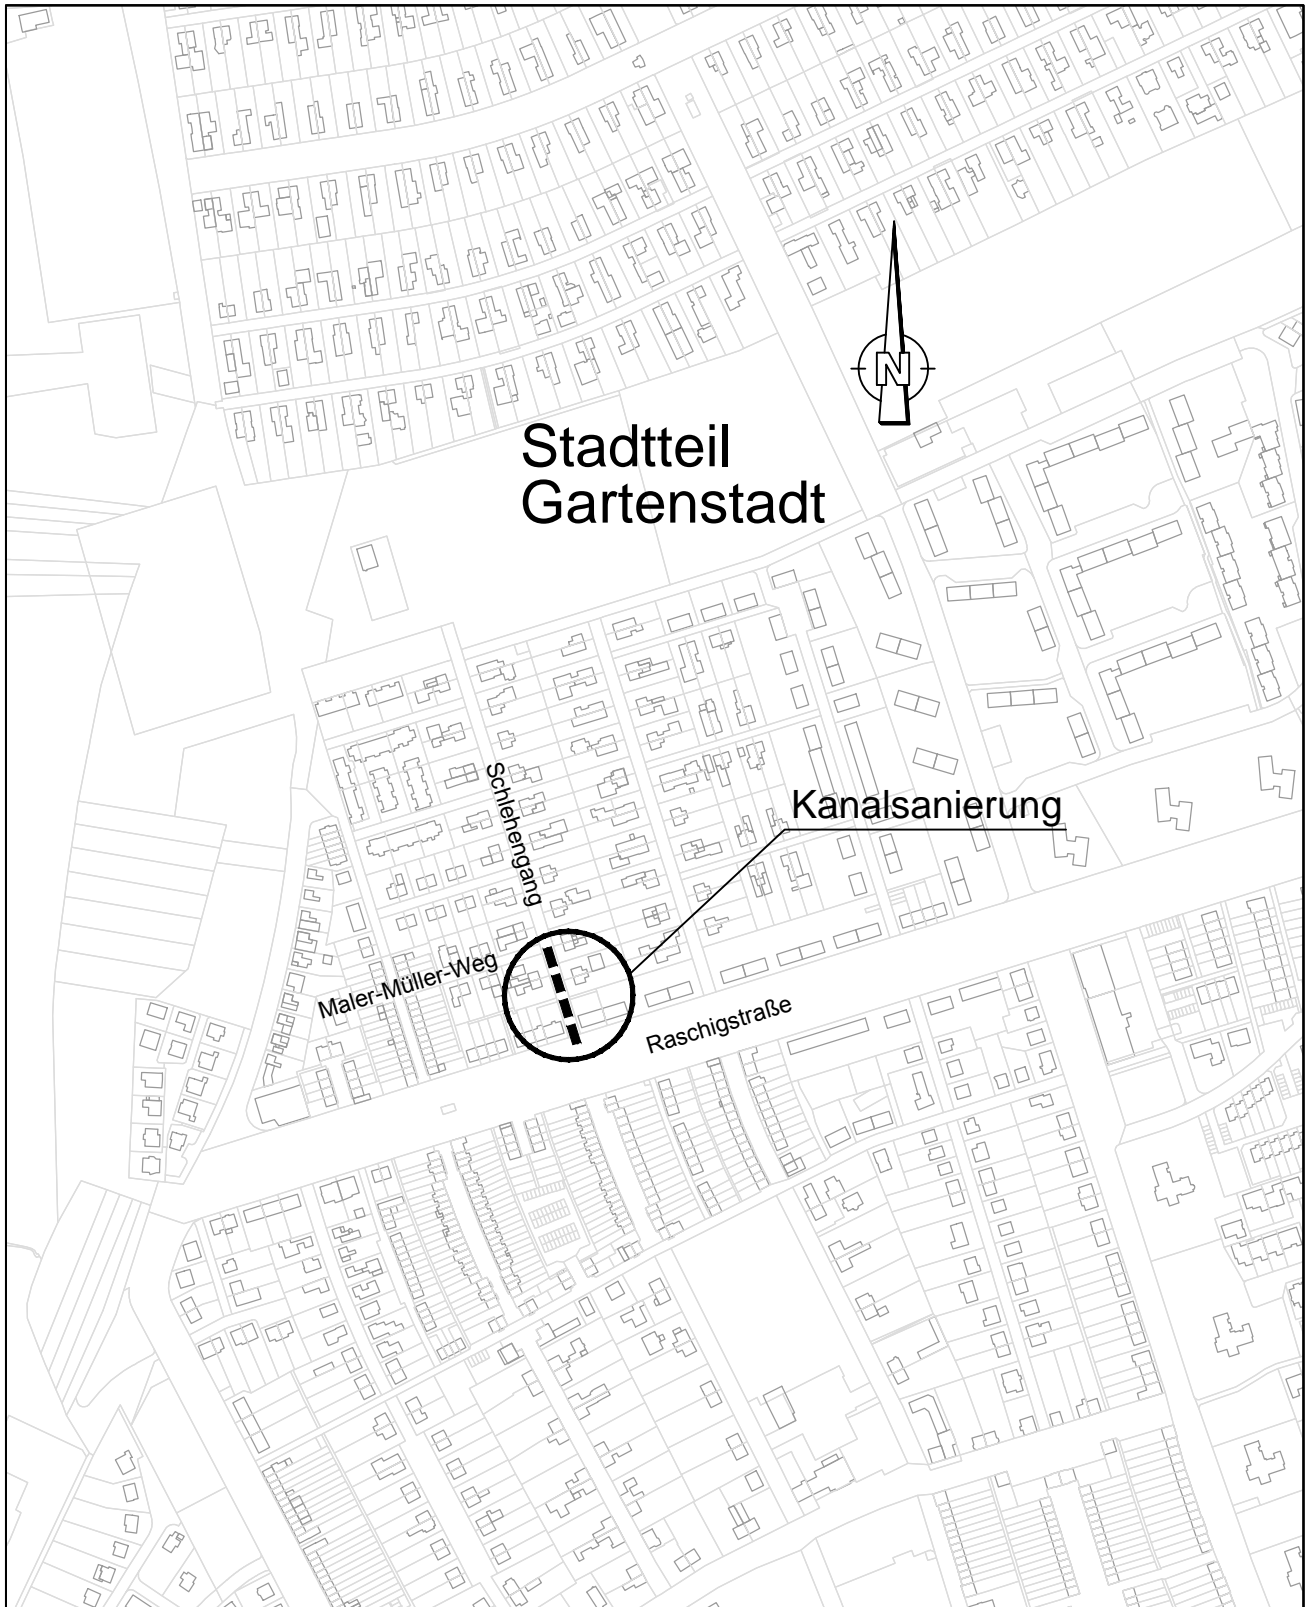 N
Stadtteil
Gartenstadt
Schlehengang
Kanalsanierung
Maler-Müller-Weg
Raschigstraße